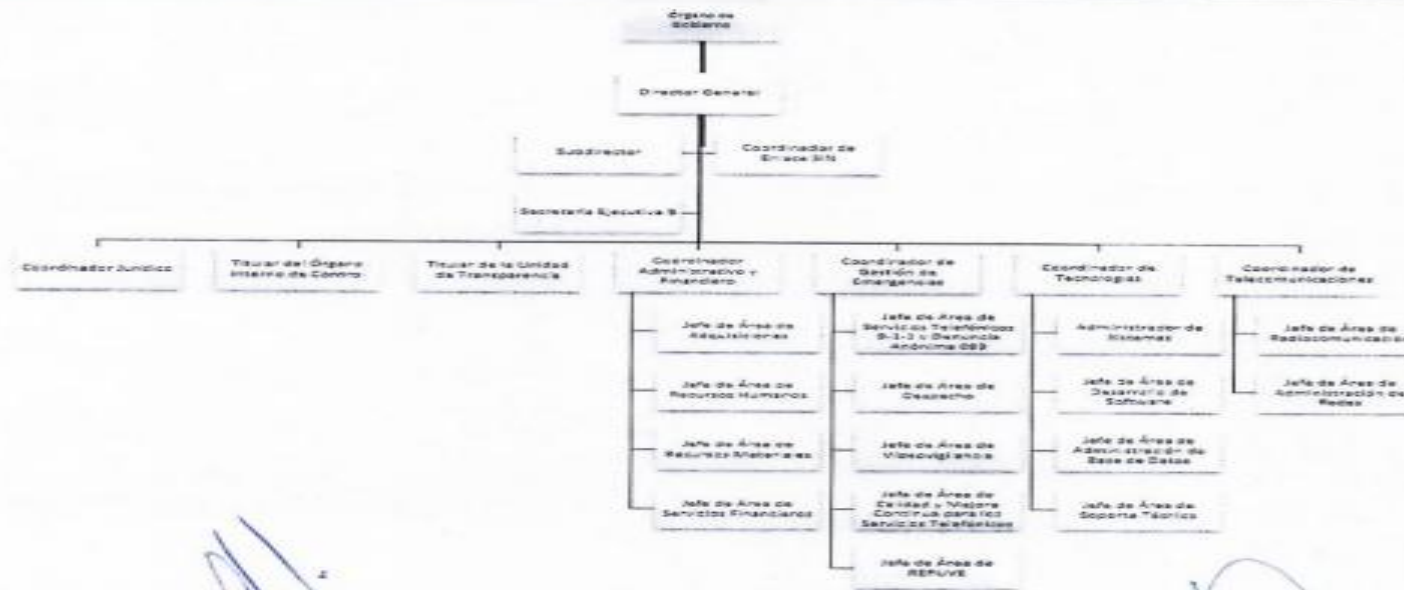 Órgano de
Gobierno
Director General
Subdirector
Coordinador de
Enlace
Secretaría Ejecutiva B
Coordinador Jurídico
Titular del Órgano
Interno de Control
Titular de la Unidad
de Transparencia
Coordinador
Administrativo y
Financiero
Coordinador de
Gestión de
Emergencias
Coordinador de
Tecnologías
Coordinador de
Telecomunicaciones
Jefe de Área de
Adquisiciones
Jefe de Área de
Recursos Humanos
Jefe de Área de
Recursos Materiales
Jefe de Área de
Servicios Financieros
Jefe de Área de
Servicios Telefónicos
9-1-1 y Denuncia
Anónima 089
Jefe de Área de
Despacho
Jefe de Área de
Videovigilancia
Jefe de Área de
Calidad y Mejora
Continua para los
Servicios Telefónicos
Jefe de Área de
REPUVE
Administrador de
Sistemas
Jefe de Área de
Desarrollo de
Software
Jefe de Área de
Administración de
Base de Datos
Jefe de Área de
Soporte Técnico
Jefe de Área de
Radiocomunicación
Jefe de Área de
Administración de
Redes